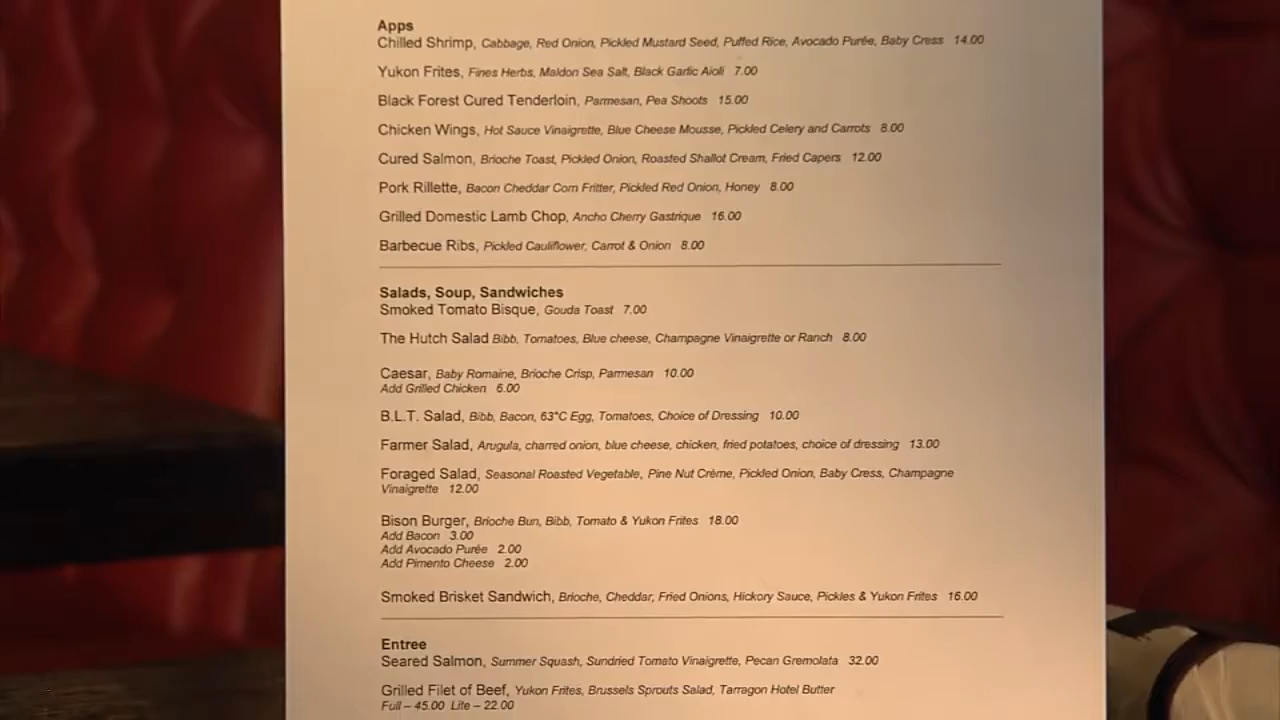 Apps
Chilled Shrimp, Cabbage, Red Onion, Pickled Mustard Seed, Puffed Rice, Avocado Purée, Baby Cress 14.00
Yukon Frites, Fines Herbs, Maldon Sea Salt, Black Garlic Aioli 7.00
Black Forest Cured Tenderloin, Parmesan, Pea Shoots 15.00
Chicken Wings, Hot Sauce Vinaigrette, Blue Cheese Mousse, Pickled Celery and Carrots 8.00
Cured Salmon, Brioche Toast, Pickled Onion, Roasted Shallot Cream, Fried Capers 12.00
Pork Rillette, Bacon Cheddar Corn Fritter, Pickled Red Onion, Honey 8.00
Grilled Domestic Lamb Chop, Ancho Cherry Gastrique 16.00
Barbecue Ribs, Pickled Cauliflower, Carrot & Onion 8.00
Salads, Soup, Sandwiches
Smoked Tomato Bisque, Gouda Toast 7.00
The Hutch Salad Bibb, Tomatoes, Blue cheese, Champagne Vinaigrette or Ranch 8.00
Caesar, Baby Romaine, Brioche Crisp, Parmesan 10.00
Add Grilled Chicken 6.00
B.L.T. Salad, Bibb, Bacon, 63°C Egg, Tomatoes, Choice of Dressing 10.00
Farmer Salad, Arugula, charred onion, blue cheese, chicken, fried potatoes, choice of dressing 13.00
Foraged Salad, Seasonal Roasted Vegetable, Pine Nut Crème, Pickled Onion, Baby Cress, Champagne
Vinaigrette 12.00
Bison Burger, Brioche Bun, Bibb, Tomato & Yukon Frites 18.00
Add Bacon 3.00
Add Avocado Purée 2.00
Add Pimento Cheese 2.00
Smoked Brisket Sandwich, Brioche, Cheddar, Fried Onions, Hickory Sauce, Pickles & Yukon Frites 16.00
Entree
Seared Salmon, Summer Squash, Sundried Tomato Vinaigrette, Pecan Gremolata 32.00
Grilled Filet of Beef, Yukon Frites, Brussels Sprouts Salad, Tarragon Hotel Butter
Full – 45.00 Lite – 22.00